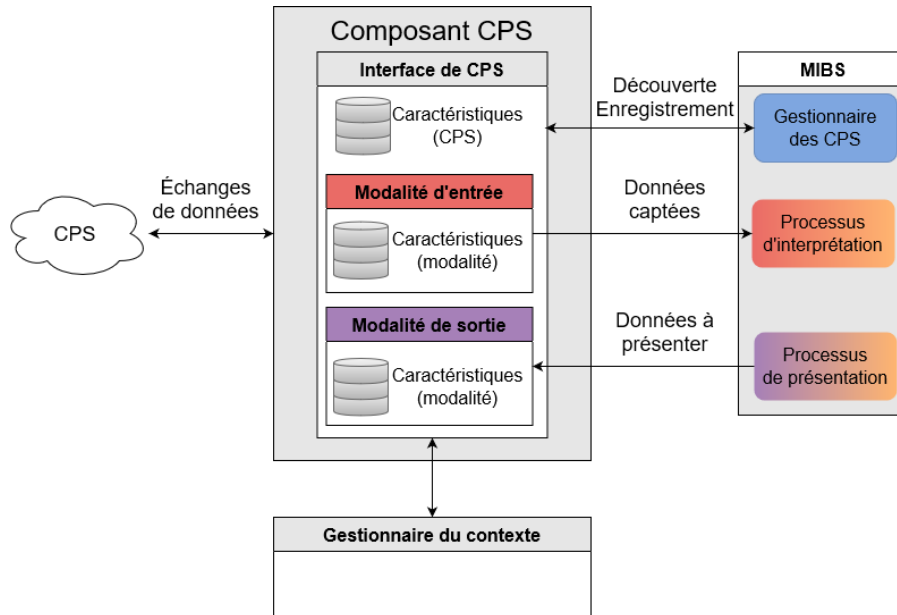 Composant CPS
Interface de CPS
Caractéristiques
(CPS)
Découverte
Enregistrement
MIBS
Gestionnaire
des CPS
CPS
Échanges
de données
Modalité d'entrée
Caractéristiques
(modalité)
Données
captées
Processus
d'interprétation
Modalité de sortie
Caractéristiques
(modalité)
Données à
présenter
Processus
de présentation
Gestionnaire du contexte